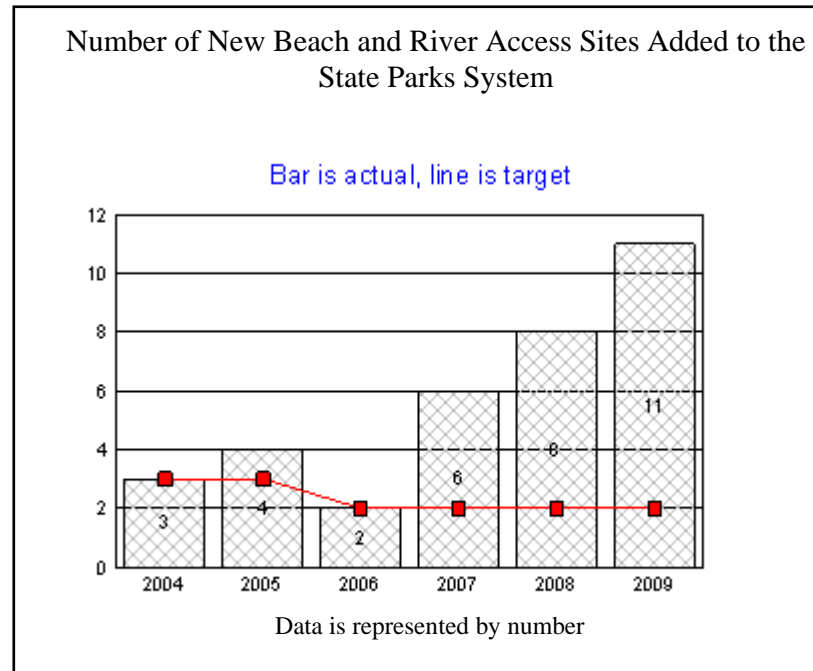 Number of New Beach and River Access Sites Added to the
State Parks System
Bar is actual, line is target
12
10
8
6
4
2
0
3
4
2
6
8
11
2004 2005 2006 2007 2008 2009
Data is represented by number